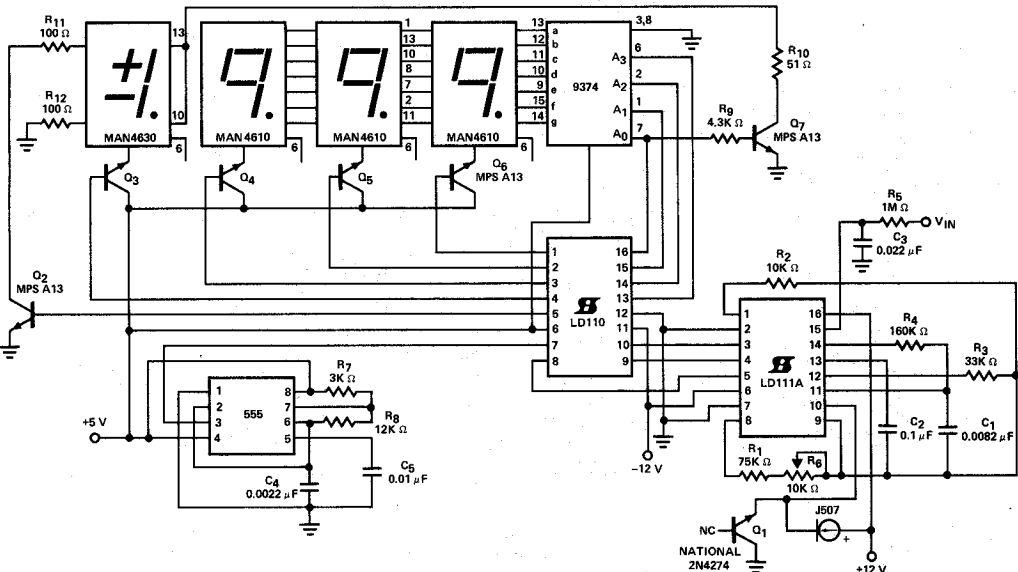 R11
100 Ω
R12
100 Ω
13
10
MAN4630
6
MAN4610
6
MAN4610
6
MAN4610
6
1
13
10
8
7
2
11
13 a
12 b
11 c
10 d
9 e
15 f
14 g
9374
3,8
6
A3
2
A2
1
A1
7
A0
R10
51 Ω
R9
4.3K Ω
Q7
MPS A13
Q3
Q4
Q5
Q6
MPS A13
Q2
MPS A13
1 16
2 15
3 14
4 13
5 12
6 11
7 10
8 9
LD110
R5
1M Ω
VIN
C3
0.022 μF
R2
10K Ω
1 16
2 15
3 14
4 13
5 12
6 11
7 10
8 9
LD111A
R4
160K Ω
R3
33K Ω
C2
0.1 μF
C1
0.0082 μF
R1
75K Ω
R6
10K Ω
-12 V
+5 V
1 8
2 7
3 6
4 5
555
R7
3K Ω
R8
12K Ω
C4
0.0022 μF
C5
0.01 μF
NC
Q1
NATIONAL
2N4274
J507
+
+12 V